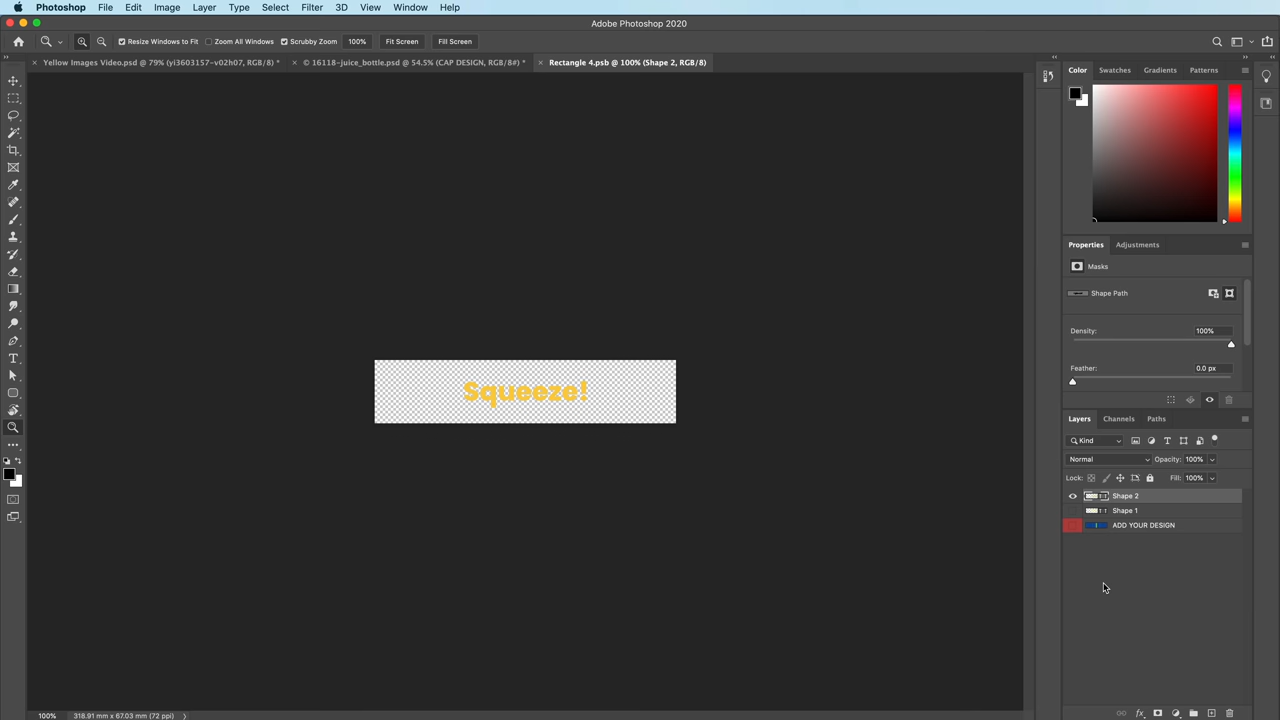 Photoshop File Edit Image Layer Type Select Filter 3D View Window Help
Adobe Photoshop 2020
Resize Windows to Fit Zoom All Windows Scrubby Zoom 100% Fit Screen Fill Screen
Yellow Images Video.psd @ 79% (yi3603157-v02h07, RGB/8) * © 16118-juice_bottle.psd @ 54.5% (CAP DESIGN, RGB/8#) * Rectangle 4.psb @ 100% (Shape 2, RGB/8)
Color Swatches Gradients Patterns
Properties Adjustments
Masks
Shape Path
Density: 100%
Feather: 0.0 px
Squeeze!
Layers Channels Paths
Kind
Normal Opacity: 100%
Lock: Fill: 100%
Shape 2
Shape 1
ADD YOUR DESIGN
100% 318.91 mm x 67.03 mm (72 ppi)